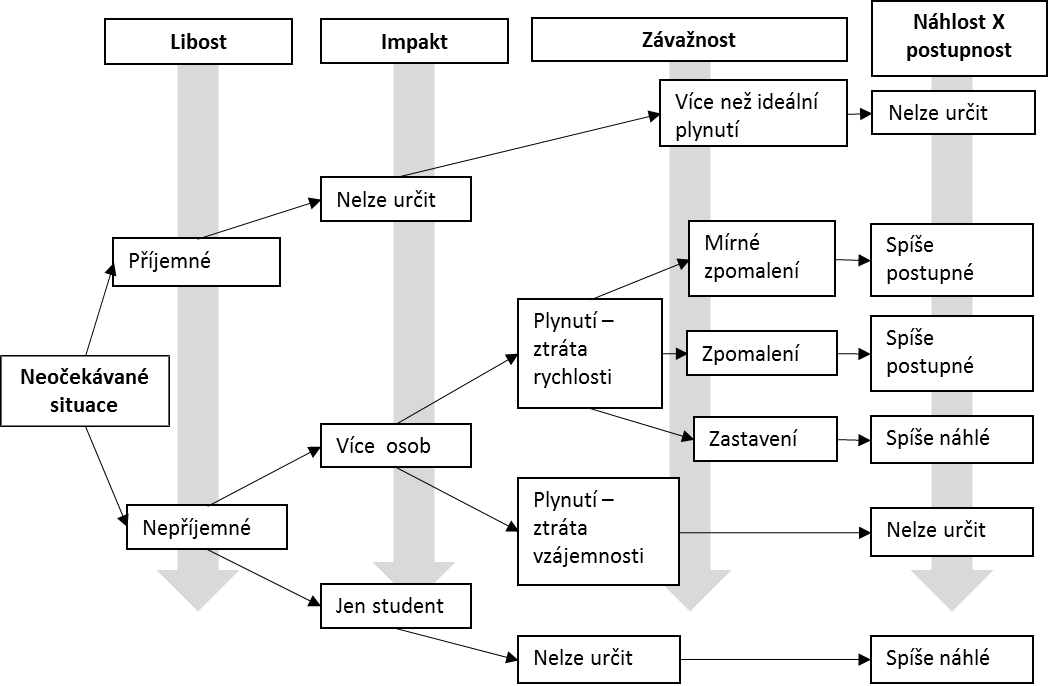 Libost
Impakt
Závažnost
Náhlost X
postupnost
Více než ideální
plynutí
Nelze určit
Nelze určit
Příjemné
Mírné
zpomalení
Spíše
postupné
Plynutí –
ztráta
rychlosti
Zpomalení
Spíše
postupné
Neočekávané
situace
Více  osob
Zastavení
Spíše náhlé
Nepříjemné
Plynutí –
ztráta
vzájemnosti
Nelze určit
Jen student
Nelze určit
Spíše náhlé